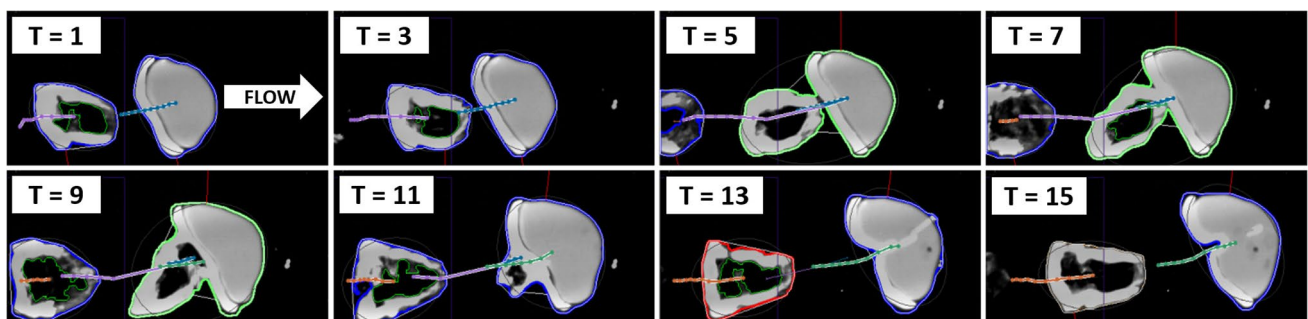 T = 1
FLOW
T = 3
T = 5
T = 7
T = 9
T = 11
T = 13
T = 15